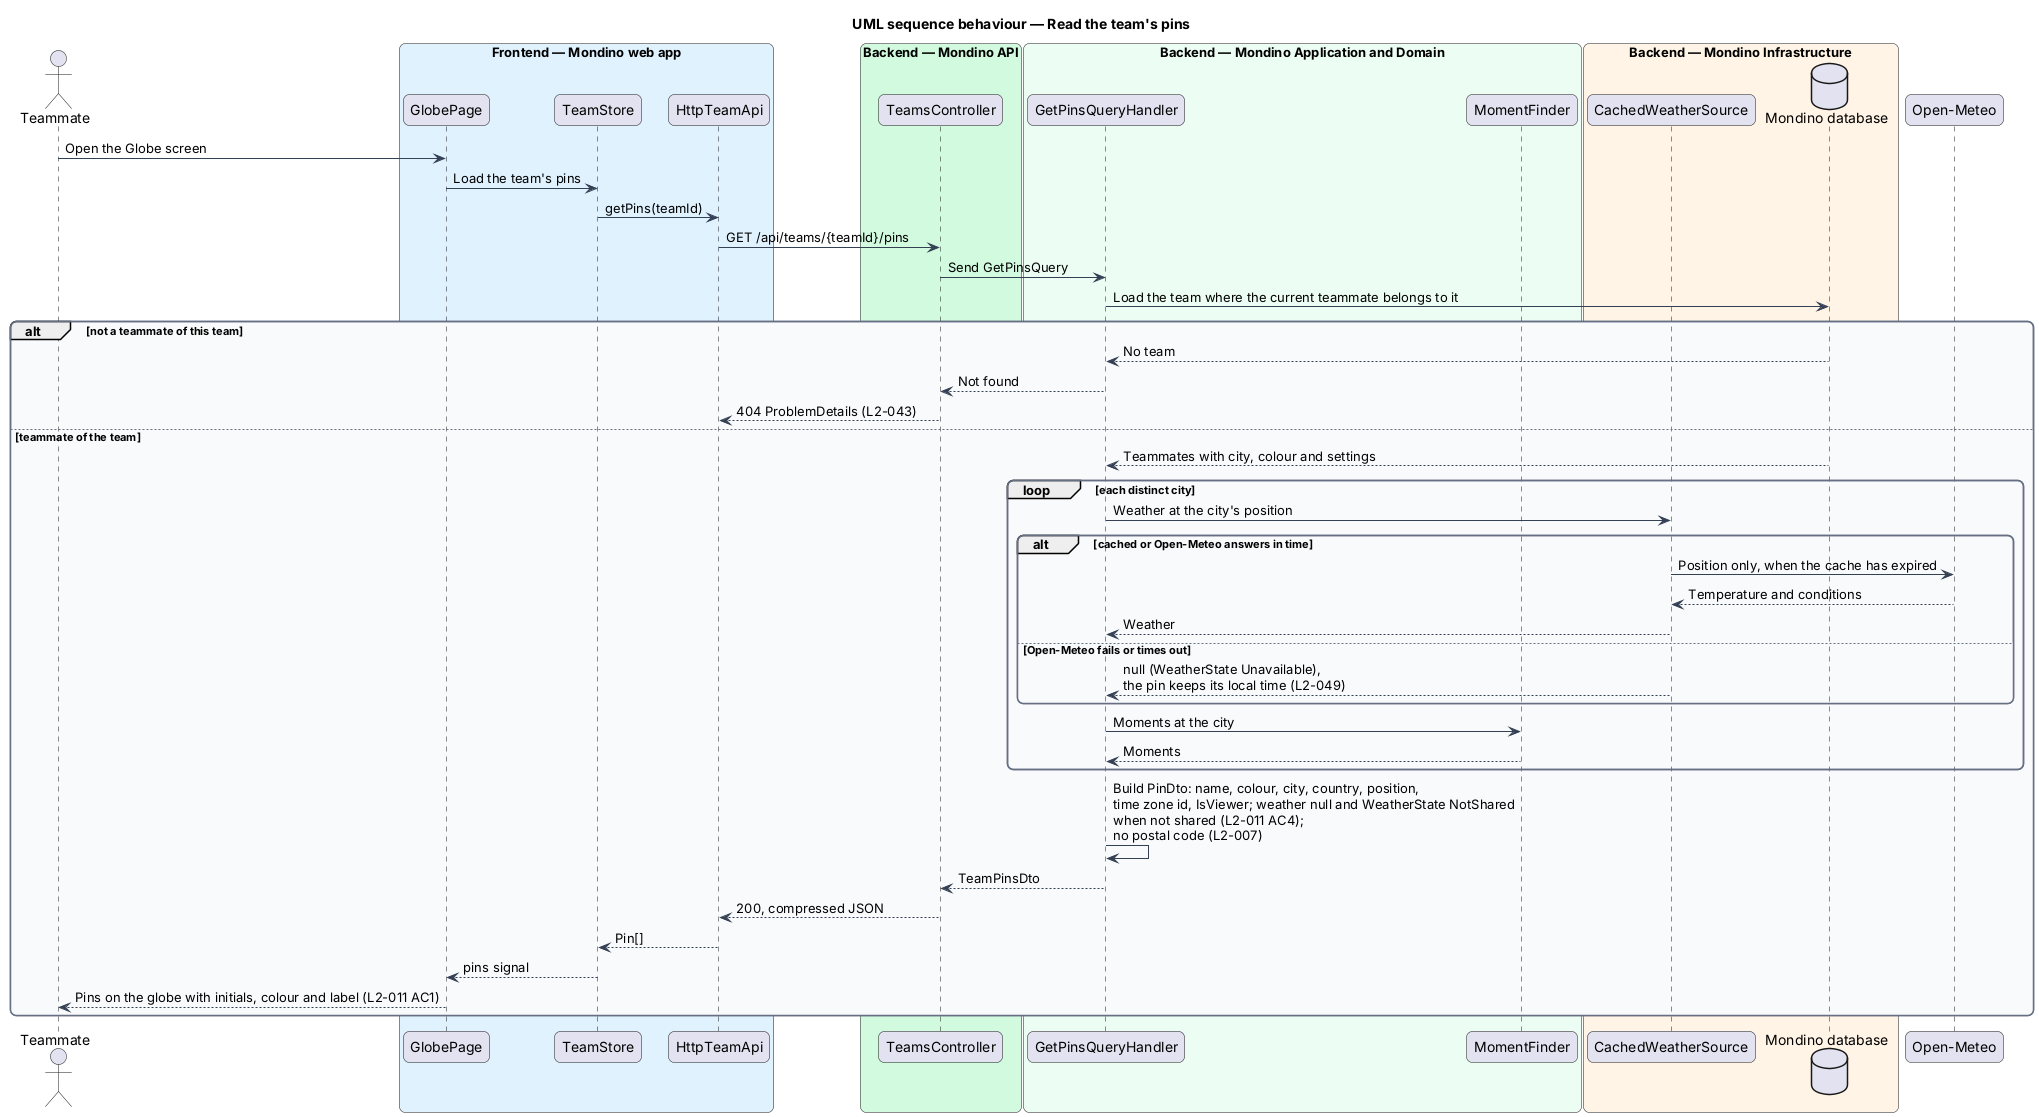 UML sequence behaviour — Read the team's pins
Frontend — Mondino web app
Backend — Mondino API
Backend — Mondino Application and Domain
Backend — Mondino Infrastructure
Teammate
GlobePage
TeamStore
HttpTeamApi
TeamsController
GetPinsQueryHandler
MomentFinder
CachedWeatherSource
Mondino database
Open-Meteo
Open the Globe screen
Load the team's pins
getPins(teamId)
GET /api/teams/{teamId}/pins
Send GetPinsQuery
Load the team where the current teammate belongs to it
alt
[not a teammate of this team]
No team
Not found
404 ProblemDetails (L2-043)
[teammate of the team]
Teammates with city, colour and settings
loop
[each distinct city]
Weather at the city's position
alt
[cached or Open-Meteo answers in time]
Position only, when the cache has expired
Temperature and conditions
Weather
[Open-Meteo fails or times out]
null (WeatherState Unavailable),
the pin keeps its local time (L2-049)
Moments at the city
Moments
Build PinDto: name, colour, city, country, position,
time zone id, IsViewer; weather null and WeatherState NotShared
when not shared (L2-011 AC4);
no postal code (L2-007)
TeamPinsDto
200, compressed JSON
Pin[]
pins signal
Pins on the globe with initials, colour and label (L2-011 AC1)
Teammate
GlobePage
TeamStore
HttpTeamApi
TeamsController
GetPinsQueryHandler
MomentFinder
CachedWeatherSource
Mondino database
Open-Meteo